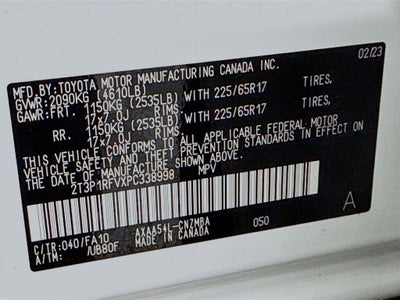 MFD.BY:TOYOTA MOTOR MANUFACTURING CANADA INC. 02/23
GVWR:2090KG (4610LB)
GAWR:FRT. 1150KG (2535LB) WITH 225/65R17 TIRES,
17x7.0J RIMS
RR. 1150KG (2535LB) WITH 225/65R17 TIRES,
17x7.0J RIMS
THIS VEHICLE CONFORMS TO ALL APPLICABLE FEDERAL MOTOR
VEHICLE SAFETY AND THEFT PREVENTION STANDARDS IN EFFECT ON
THE DATE OF MANUFACTURE SHOWN ABOVE.
2T3P1RFVXPC338998 MPV
C/TR:040/FA10 AXAA54L-CNZMBA 050 A
A/TM: /UB80F MADE IN CANADA